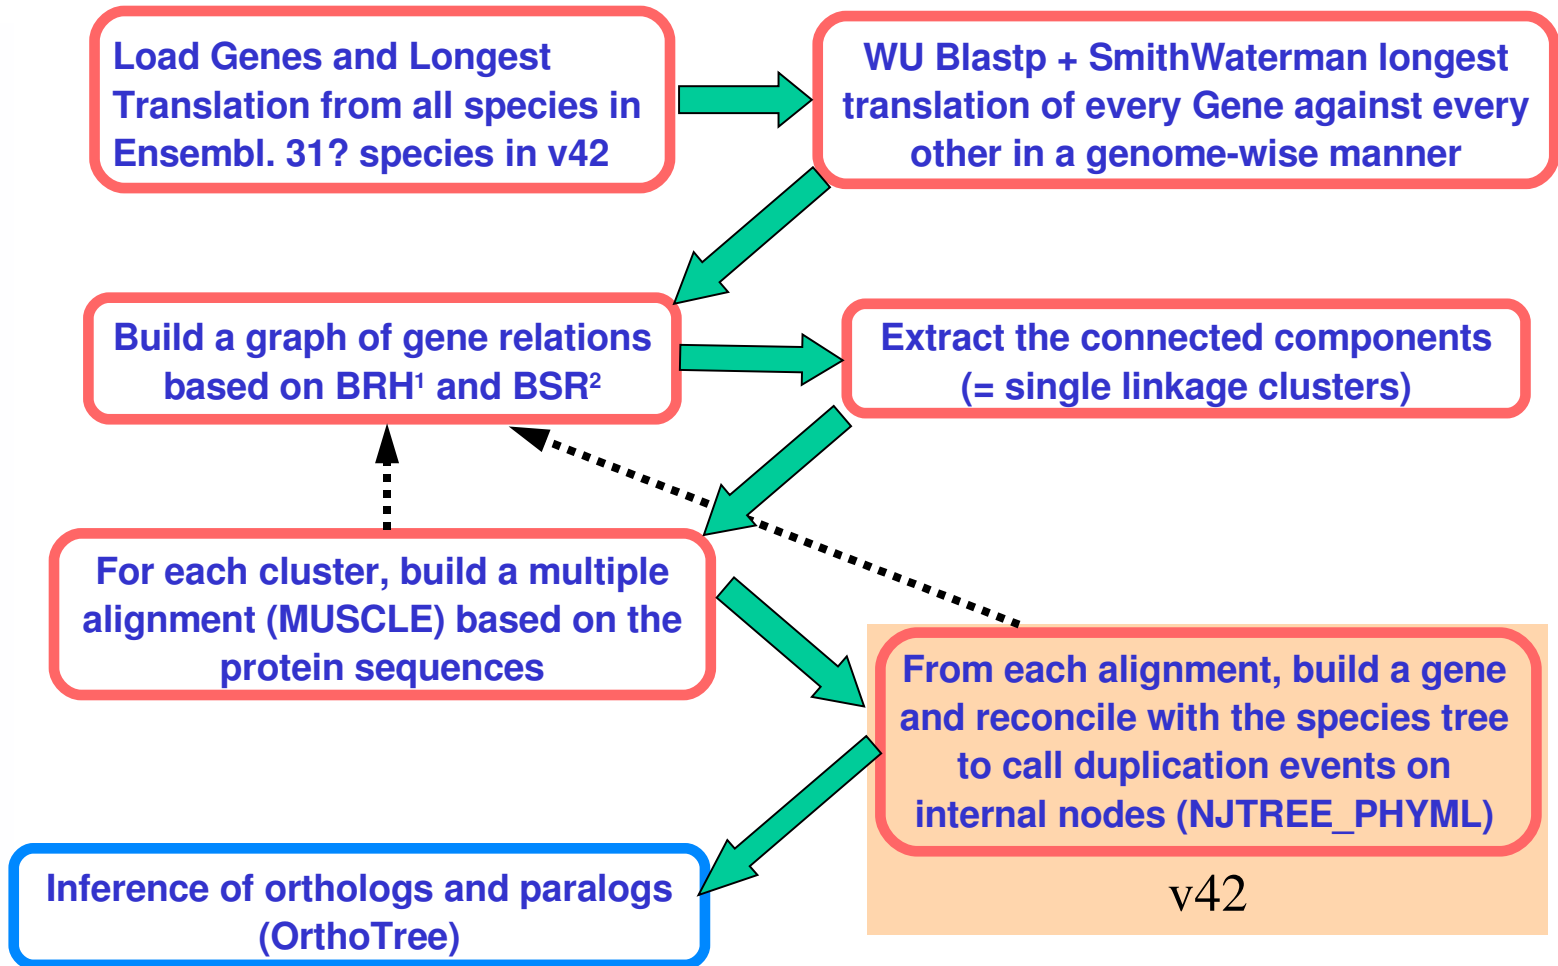 Load Genes and Longest
Translation from all species in
Ensembl. 31? species in v42
WU Blastp + SmithWaterman longest
translation of every Gene against every
other in a genome-wise manner
Build a graph of gene relations
based on BRH¹ and BSR²
Extract the connected components
(= single linkage clusters)
For each cluster, build a multiple
alignment (MUSCLE) based on the
protein sequences
From each alignment, build a gene
and reconcile with the species tree
to call duplication events on
internal nodes (NJTREE_PHYML)
v42
Inference of orthologs and paralogs
(OrthoTree)